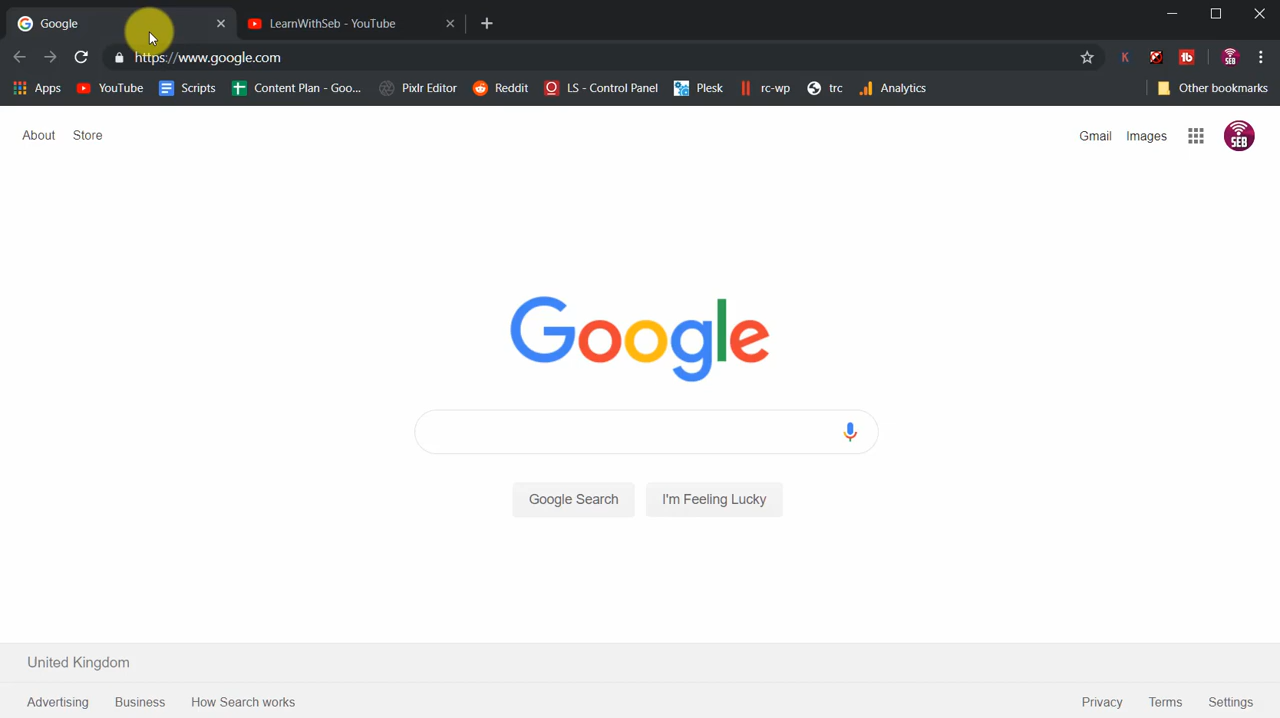 Google LearnWithSeb - YouTube
https://www.google.com K tb SEB
Apps YouTube Scripts Content Plan - Goo... Pixlr Editor Reddit LS - Control Panel Plesk rc-wp trc Analytics Other bookmarks
About Store Gmail Images SEB
Google
Google Search I'm Feeling Lucky
United Kingdom
Advertising Business How Search works Privacy Terms Settings